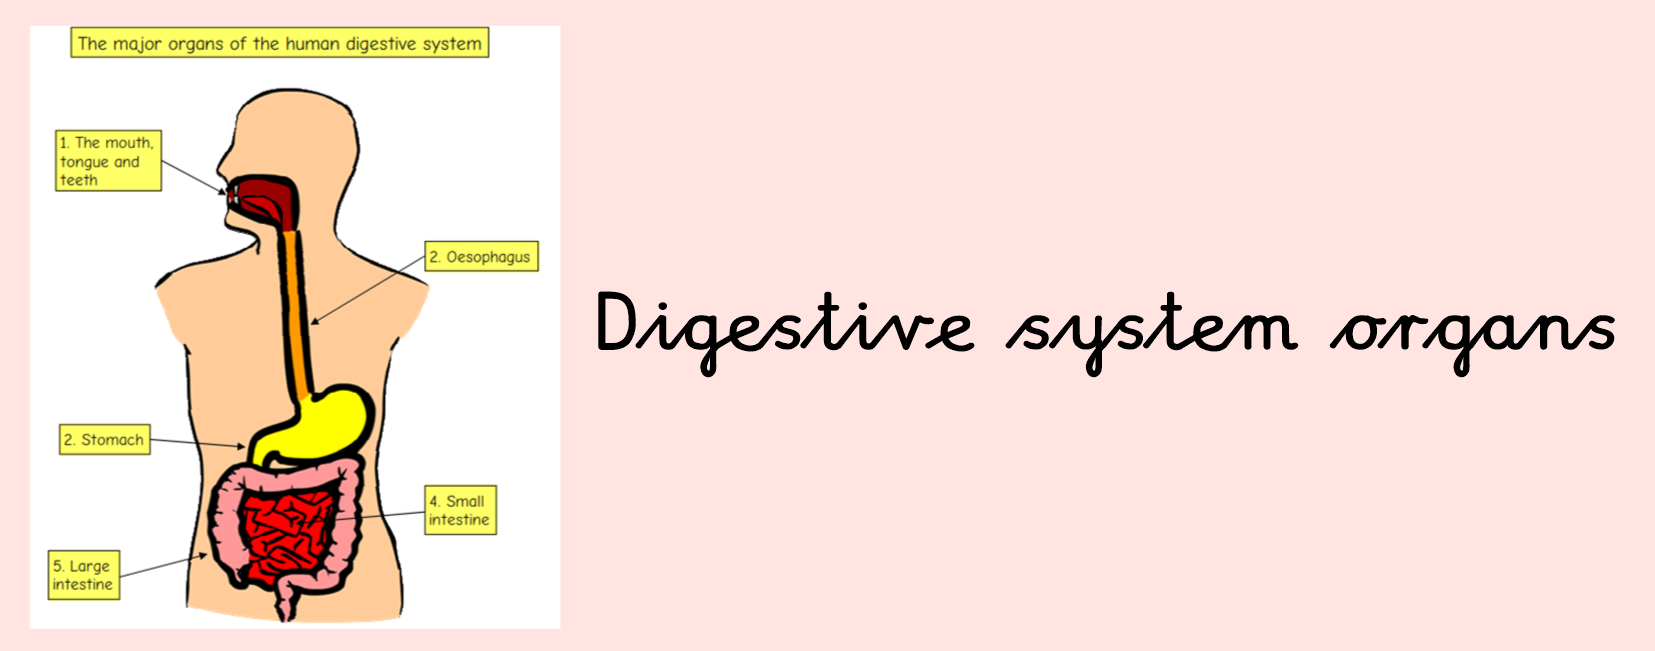 The major organs of the human digestive system
1. The mouth,
tongue and
teeth
2. Oesophagus
2. Stomach
4. Small
intestine
5. Large
intestine
Digestive system organs